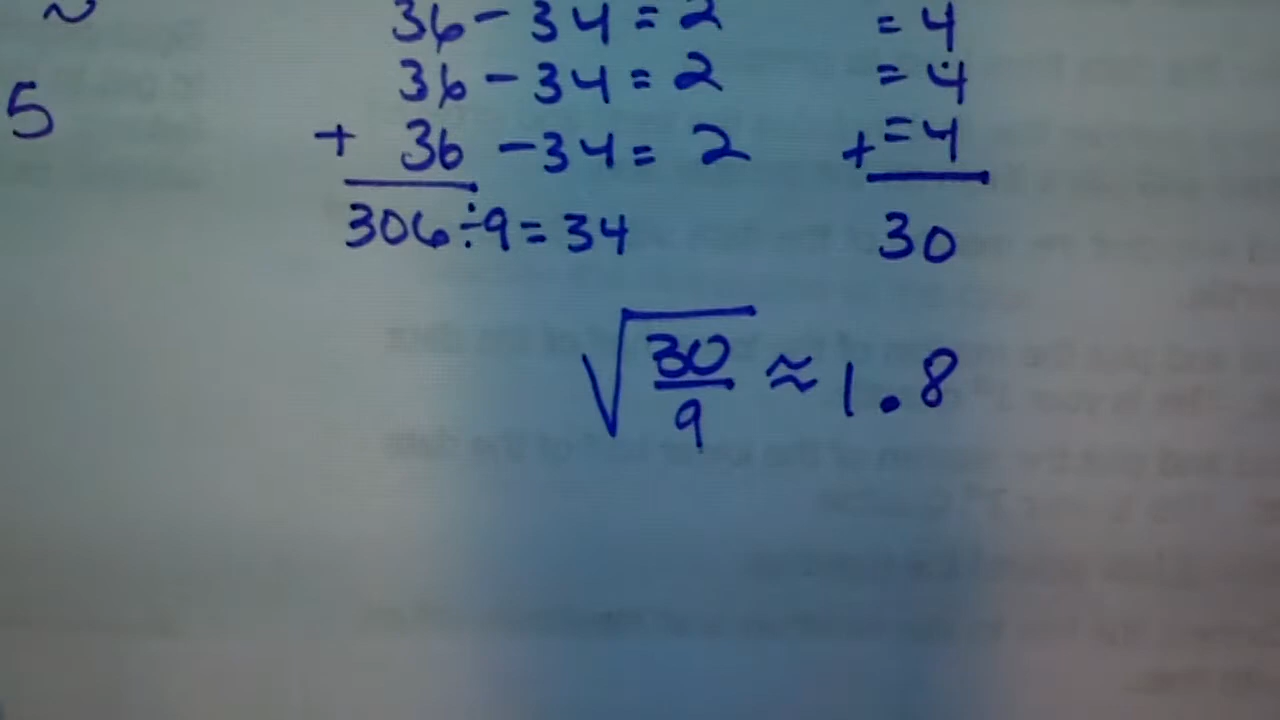 36 - 34 = 2 = 4
5 36 - 34 = 2 = 4
+ 36 - 34 = 2 + = 4
306 ÷ 9 = 34 30
√30/9 ≈ 1.8